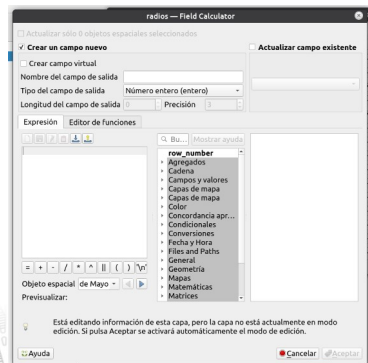 radios — Field Calculator
Actualizar sólo 0 objetos espaciales seleccionados
Crear un campo nuevo
Actualizar campo existente
Crear campo virtual
Nombre del campo de salida
Tipo del campo de salida Número entero (entero)
Longitud del campo de salida 0 Precisión 3
Expresión Editor de funciones
Bu... Mostrar ayuda
row_number
Agregados
Cadena
Campos y valores
Capas de mapa
Capas de mapa
Color
Concordancia apr...
Condicionales
Conversiones
Fecha y Hora
Files and Paths
General
Geometría
Mapas
Matemáticas
Matrices
= + - / * ^ || ( ) '\n'
Objeto espacial de Mayo
Previsualizar:
Está editando información de esta capa, pero la capa no está actualmente en modo
edición. Si pulsa Aceptar se activará automáticamente el modo de edición.
Ayuda Cancelar Aceptar